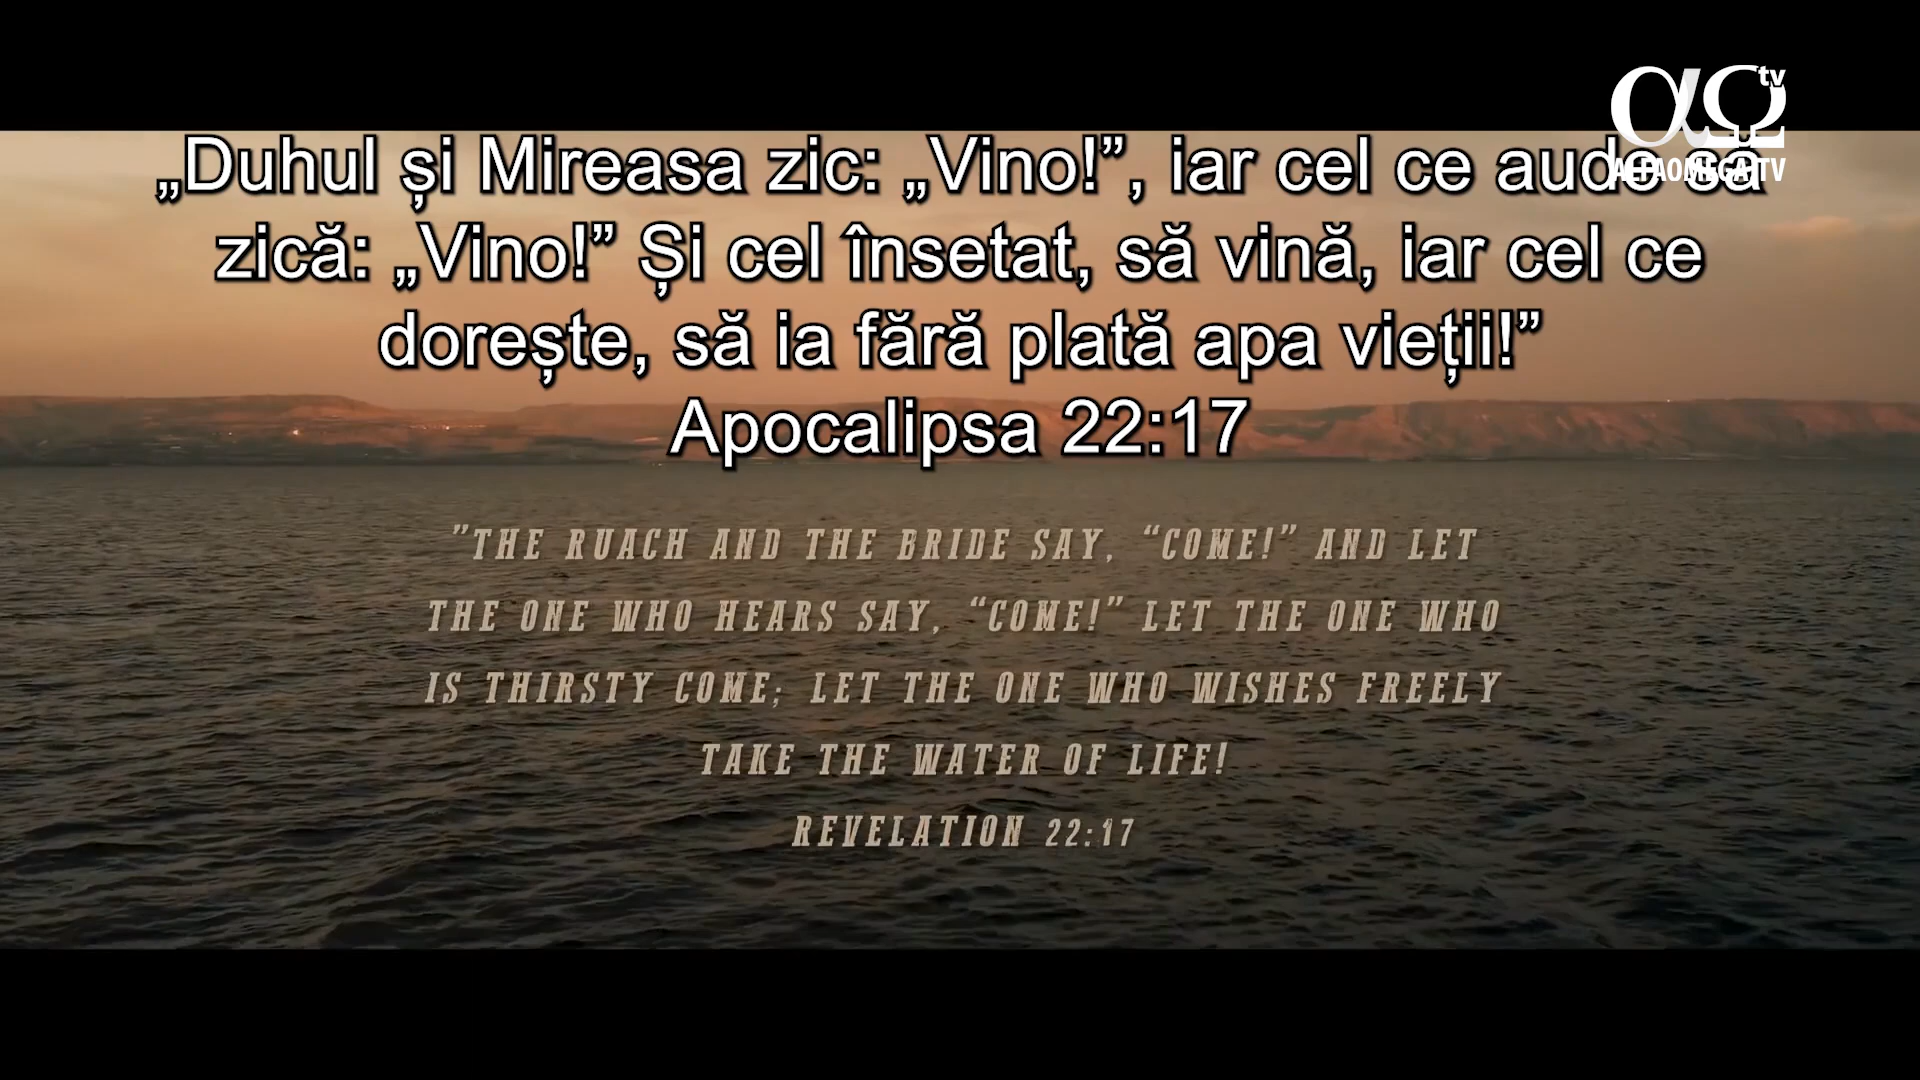 αΩ tv
ALFAOMEGA.TV
„Duhul și Mireasa zic: „Vino!”, iar cel ce aude să
zică: „Vino!” Și cel însetat, să vină, iar cel ce
dorește, să ia fără plată apa vieții!”
Apocalipsa 22:17
”THE RUACH AND THE BRIDE SAY, “COME!” AND LET
THE ONE WHO HEARS SAY, “COME!” LET THE ONE WHO
IS THIRSTY COME; LET THE ONE WHO WISHES FREELY
TAKE THE WATER OF LIFE!
REVELATION 22:17